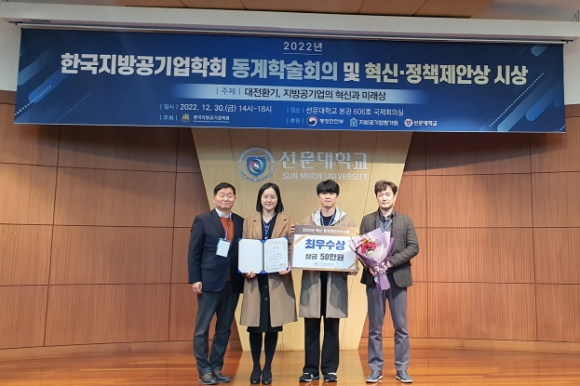 2022년
한국지방공기업학회 동계학술회의 및 혁신·정책제안상 시상
| 주제 | 대전환기, 지방공기업의 혁신과 미래상
일시 | 2022. 12. 30.(금) 14시~18시
장소 | 선문대학교 본관 606호 국제회의실
주최 | 한국지방공기업학회
후원 | 행정안전부 지방공기업평가원 선문대학교
선문대학교
SUN MOON UNIVERSITY
최우수상
상금 50만원